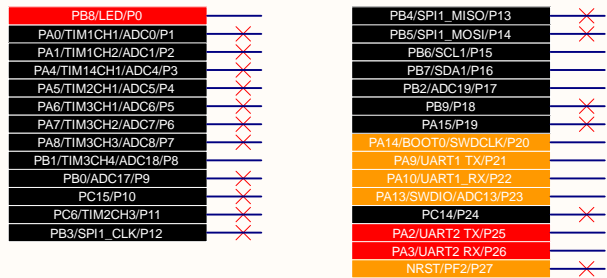 PB8/LED/P0
PA0/TIM1CH1/ADC0/P1
PA1/TIM1CH2/ADC1/P2
PA4/TIM14CH1/ADC4/P3
PA5/TIM2CH1/ADC5/P4
PA6/TIM3CH1/ADC6/P5
PA7/TIM3CH2/ADC7/P6
PA8/TIM3CH3/ADC8/P7
PB1/TIM3CH4/ADC18/P8
PB0/ADC17/P9
PC15/P10
PC6/TIM2CH3/P11
PB3/SPI1_CLK/P12
PB4/SPI1_MISO/P13
PB5/SPI1_MOSI/P14
PB6/SCL1/P15
PB7/SDA1/P16
PB2/ADC19/P17
PB9/P18
PA15/P19
PA14/BOOT0/SWDCLK/P20
PA9/UART1 TX/P21
PA10/UART1_RX/P22
PA13/SWDIO/ADC13/P23
PC14/P24
PA2/UART2 TX/P25
PA3/UART2 RX/P26
NRST/PF2/P27